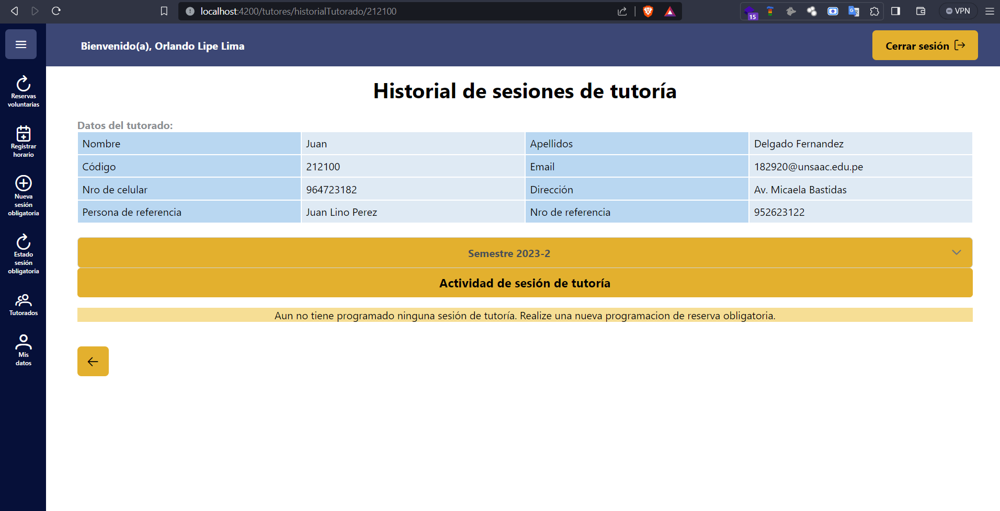 localhost:4200/tutores/historialTutorado/212100
15
VPN
Bienvenido(a), Orlando Lipe Lima
Cerrar sesión
Reservas
voluntarias
Registrar
horario
Nueva
sesión
obligatoria
Estado
sesión
obligatoria
Tutorados
Mis
datos
Historial de sesiones de tutoría
Datos del tutorado:
Nombre Juan Apellidos Delgado Fernandez
Código 212100 Email 182920@unsaac.edu.pe
Nro de celular 964723182 Dirección Av. Micaela Bastidas
Persona de referencia Juan Lino Perez Nro de referencia 952623122
Semestre 2023-2
Actividad de sesión de tutoría
Aun no tiene programado ninguna sesión de tutoría. Realize una nueva programacion de reserva obligatoria.